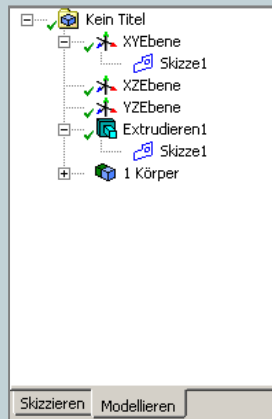 Kein Titel
XYEbene
Skizze1
XZEbene
YZEbene
Extrudieren1
Skizze1
1 Körper
Skizzieren
Modellieren